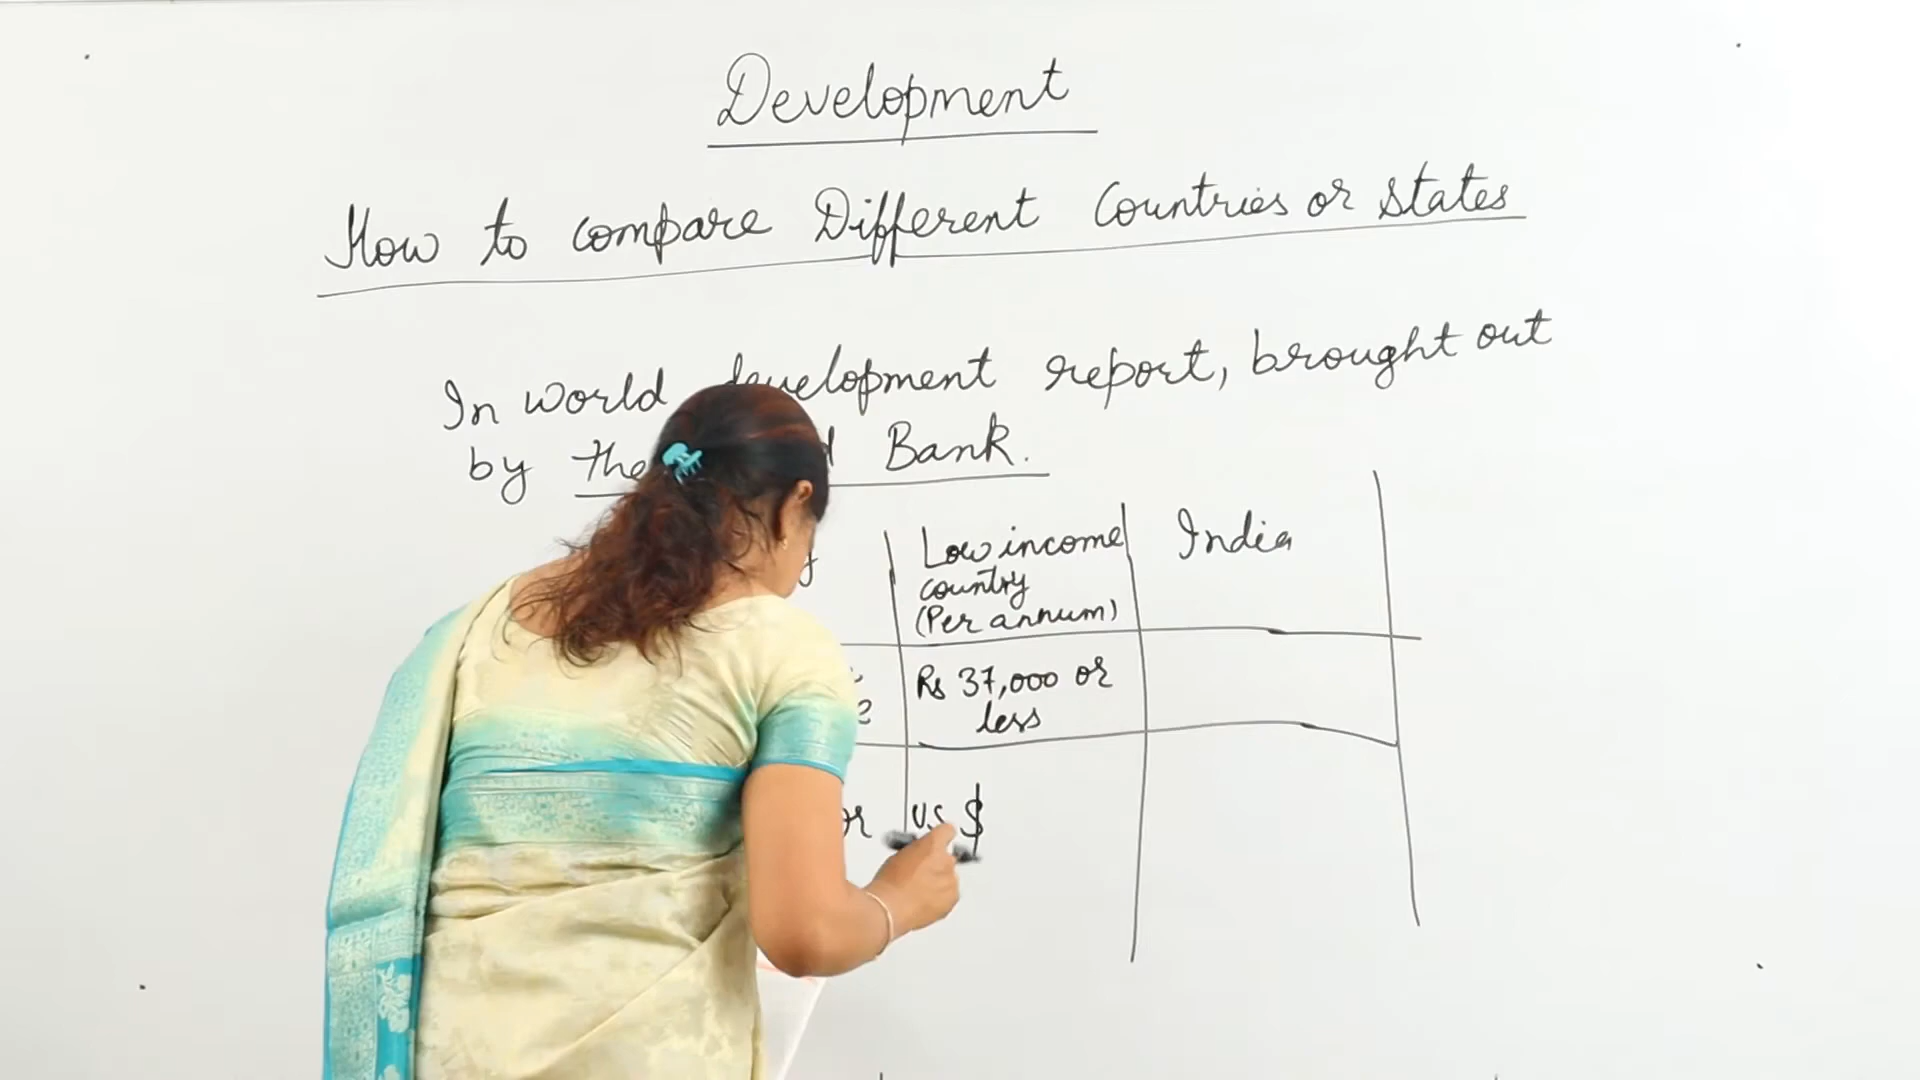 Development
How to compare Different Countries or states
In world development report, brought out
by the Bank.
Low income
country
(Per annum)
India
Rs 37,000 or
less
or
US $